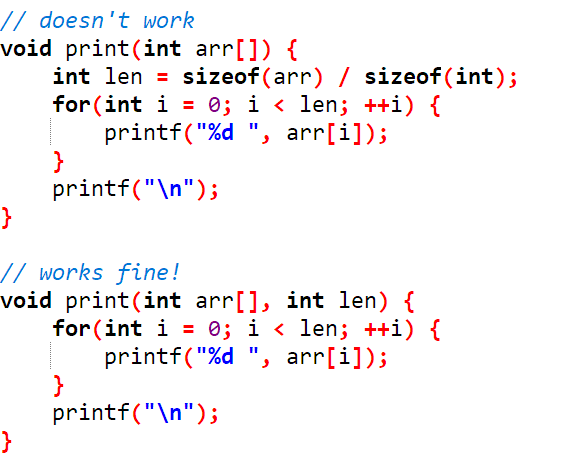 // doesn't work
void print(int arr[]) {
    int len = sizeof(arr) / sizeof(int);
    for(int i = 0; i < len; ++i) {
        printf("%d ", arr[i]);
    }
    printf("\n");
}

// works fine!
void print(int arr[], int len) {
    for(int i = 0; i < len; ++i) {
        printf("%d ", arr[i]);
    }
    printf("\n");
}